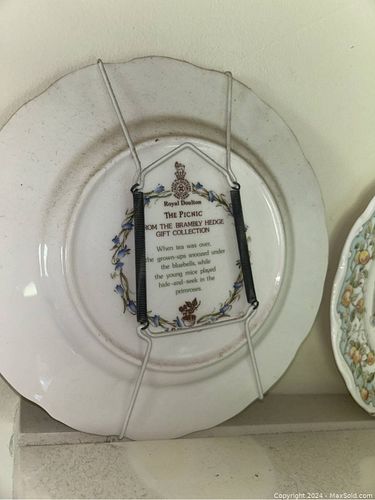 Royal Doulton
THE PICNIC
ROM THE BRAMBLY HEDGE
GIFT COLLECTION
When tea was over,
the grown-ups snoozed under
the bluebells, while
the young mice played
hide-and-seek in the
primroses.
Copyright 2024 - MaxSold.com